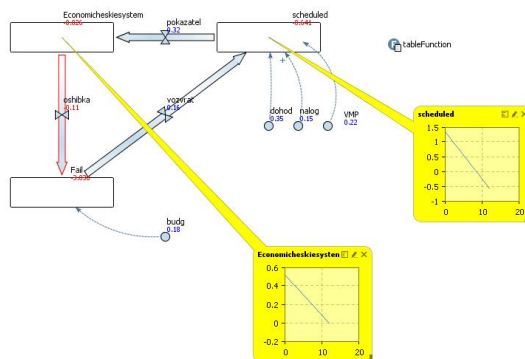 Economicheskiesystem
-0.026
pokazatel
0.32
scheduled
-0.641
tableFunction
oshibka
-0.11
vozvrat
0.16
dohod
0.35
nalog
0.15
VMP
0.22
+
Fail
budg
0.18
scheduled
1.5
1
0.5
0
-0.5
-1
0
10
20
Economicheskiesysten
0.6
0.4
0.2
0
-0.2
0
10
20